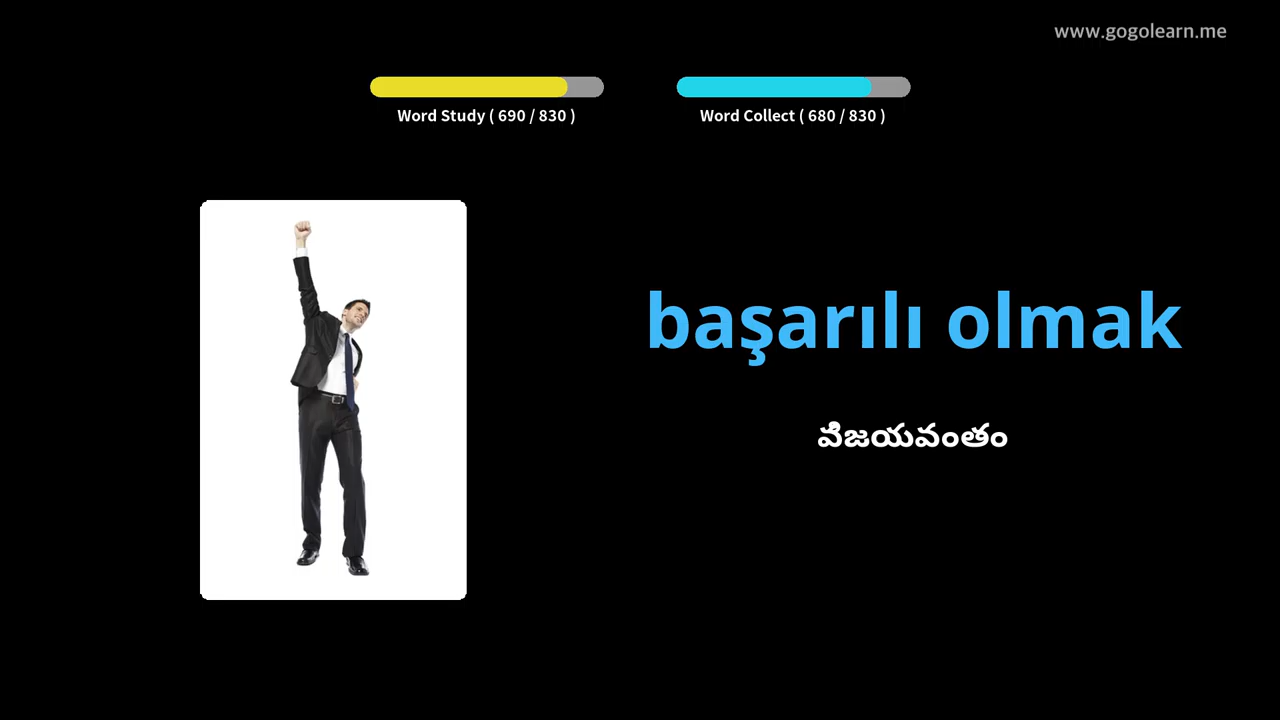 www.gogolearn.me
Word Study ( 690 / 830 )
Word Collect ( 680 / 830 )
başarılı olmak
విజయవంతం